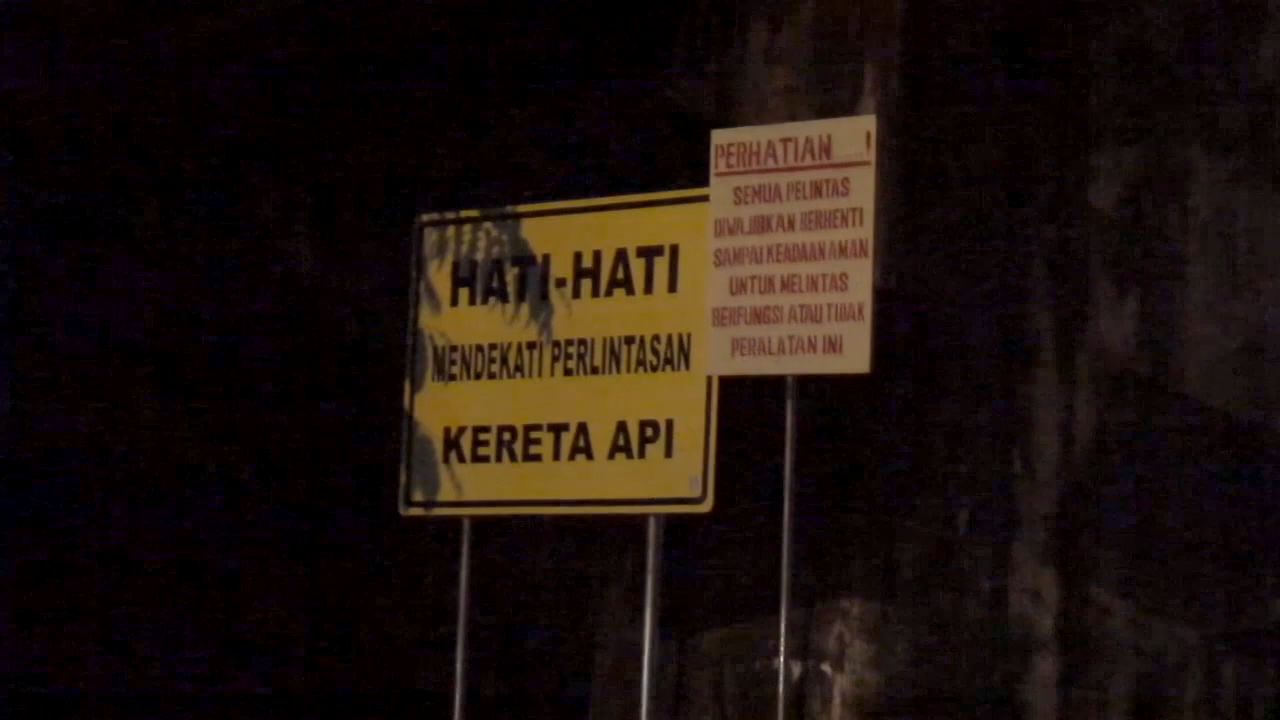 HATI-HATI
MENDEKATI PERLINTASAN
KERETA API
PERHATIAN !
SEMUA PELINTAS
DIWAJIBKAN BERHENTI
SAMPAI KEADAAN AMAN
UNTUK MELINTAS
BERFUNGSI ATAU TIDAK
PERALATAN INI